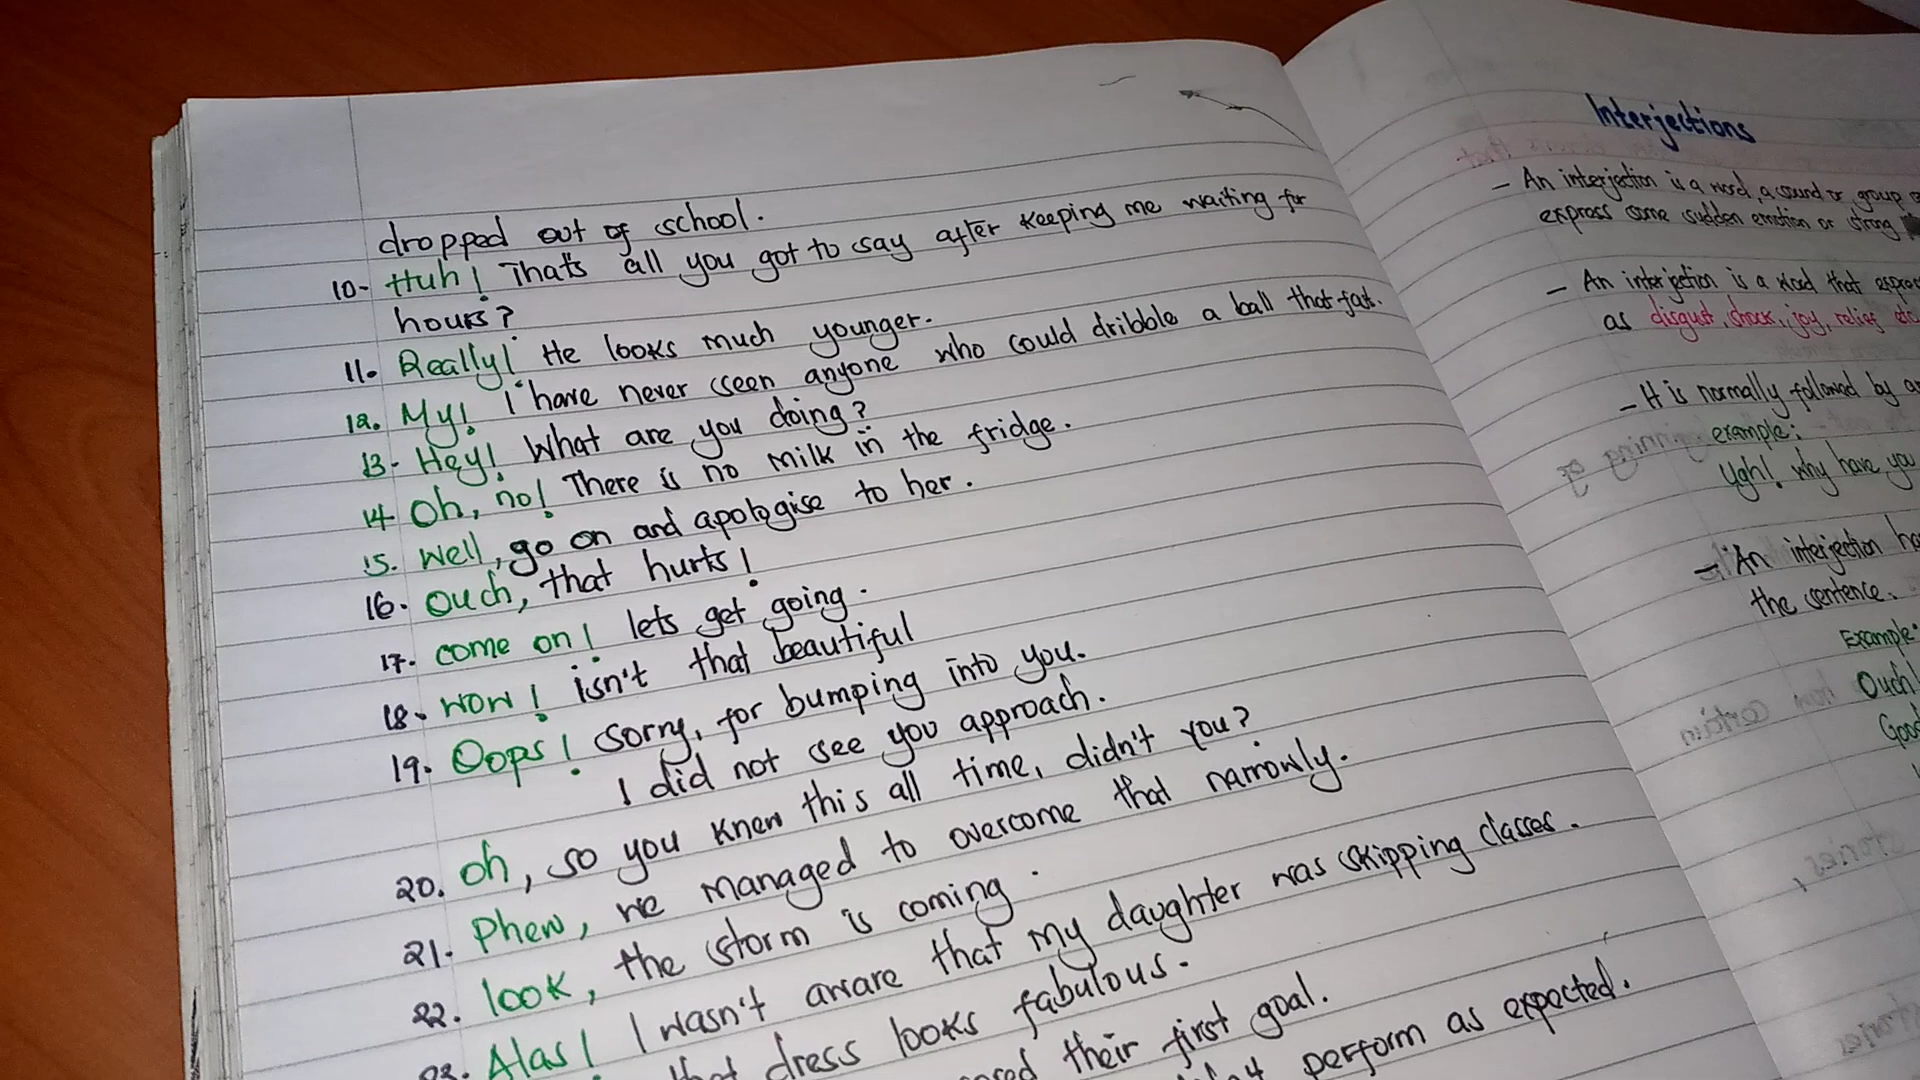 dropped out of school.
10- Huh! That's all you got to say after keeping me waiting for
hours?
11. Really! He looks much younger.
12. My! I have never seen anyone who could dribble a ball that fast.
13- Hey! What are you doing?
14 Oh, no! There is no milk in the fridge.
15. Well, go on and apologise to her.
16. Ouch, that hurts!
17. come on! lets get going.
18. wow! isn't that beautiful
19. Oops! Sorry, for bumping into you.
I did not see you approach.
20. Oh, so you knew this all time, didn't you?
21. Phew, we managed to overcome that narrowly.
22. look, the storm is coming.
23. Alas! I wasn't aware that my daughter was skipping classes.
that dress looks fabulous.
their first goal.
perform as expected.
Interjections
- An interjection is a word, a sound or group
express some sudden emotion or strong
- An interjection is a word that
as disgust, shock, joy, relief etc
- It is normally followed by an
example:
Ugh! why have you
- An interjection
the sentence.
Example:
Ouch!